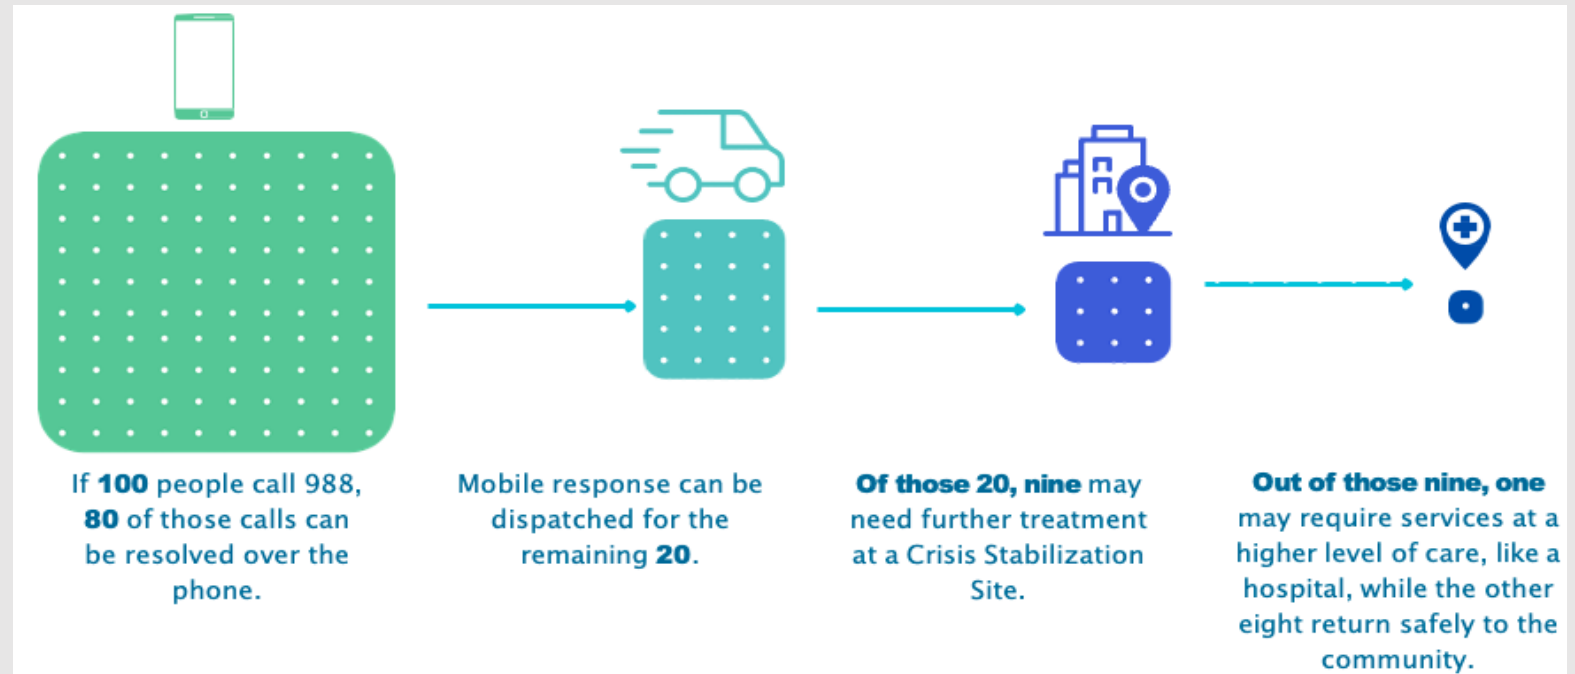 If 100 people call 988,
80 of those calls can
be resolved over the
phone.
Mobile response can be
dispatched for the
remaining 20.
Of those 20, nine may
need further treatment
at a Crisis Stabilization
Site.
Out of those nine, one
may require services at a
higher level of care, like a
hospital, while the other
eight return safely to the
community.